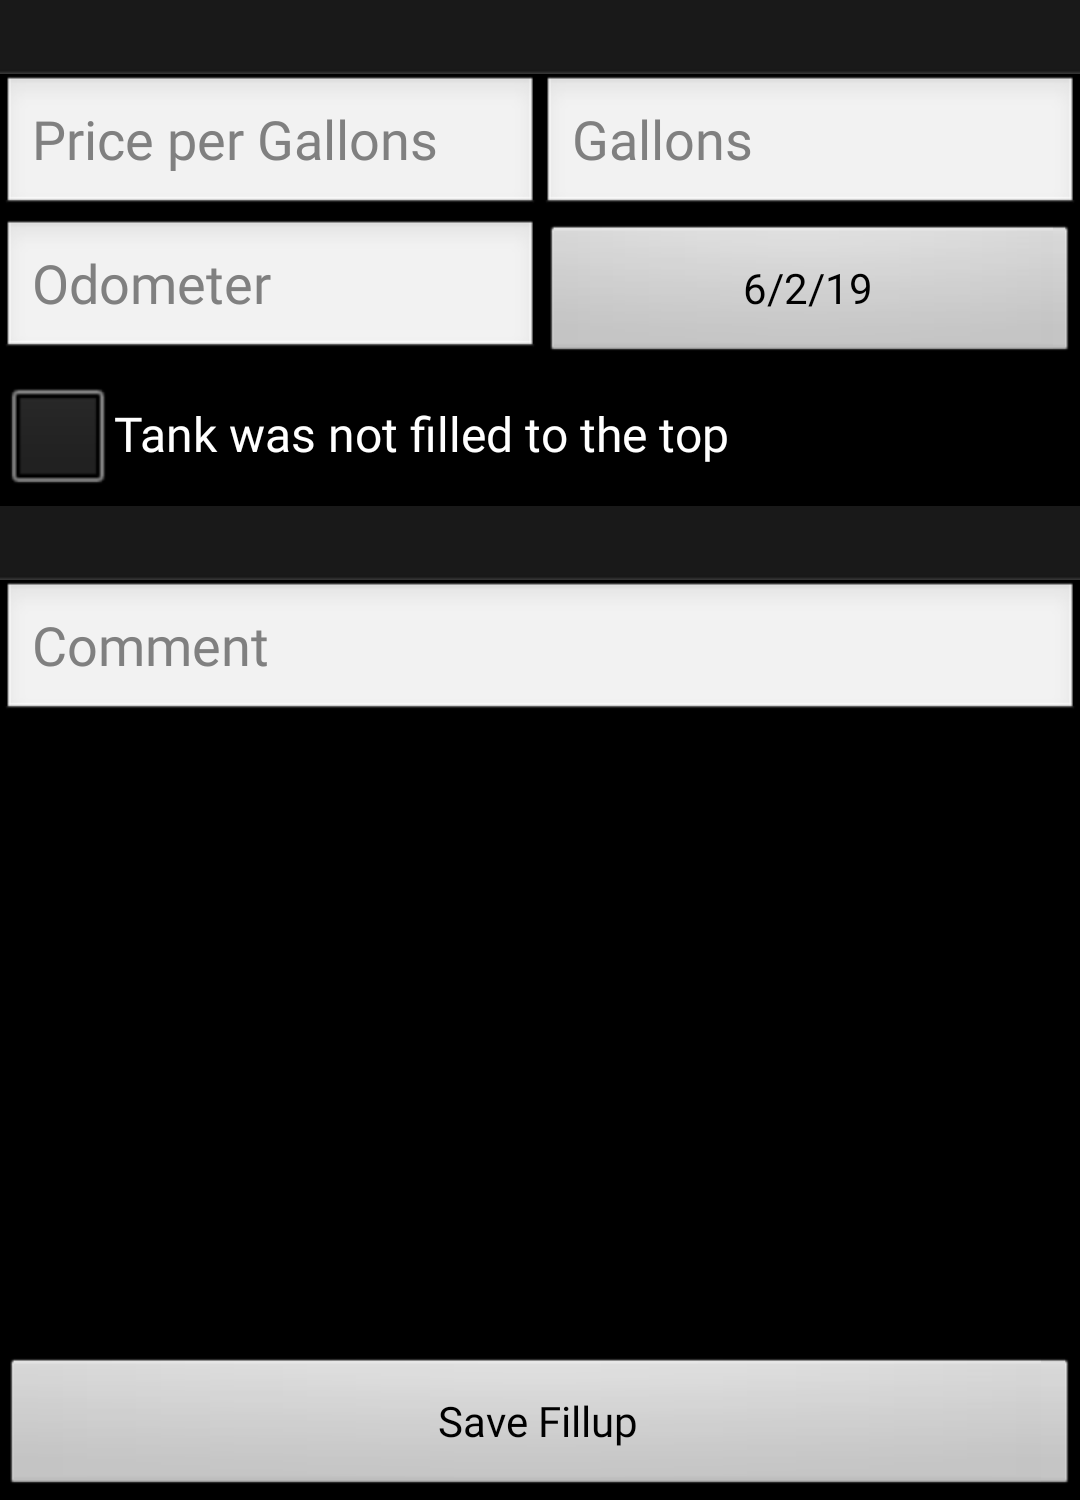 Price per Gallons
Gallons
Odometer
6/2/19
Tank was not filled to the top
Comment
Save Fillup